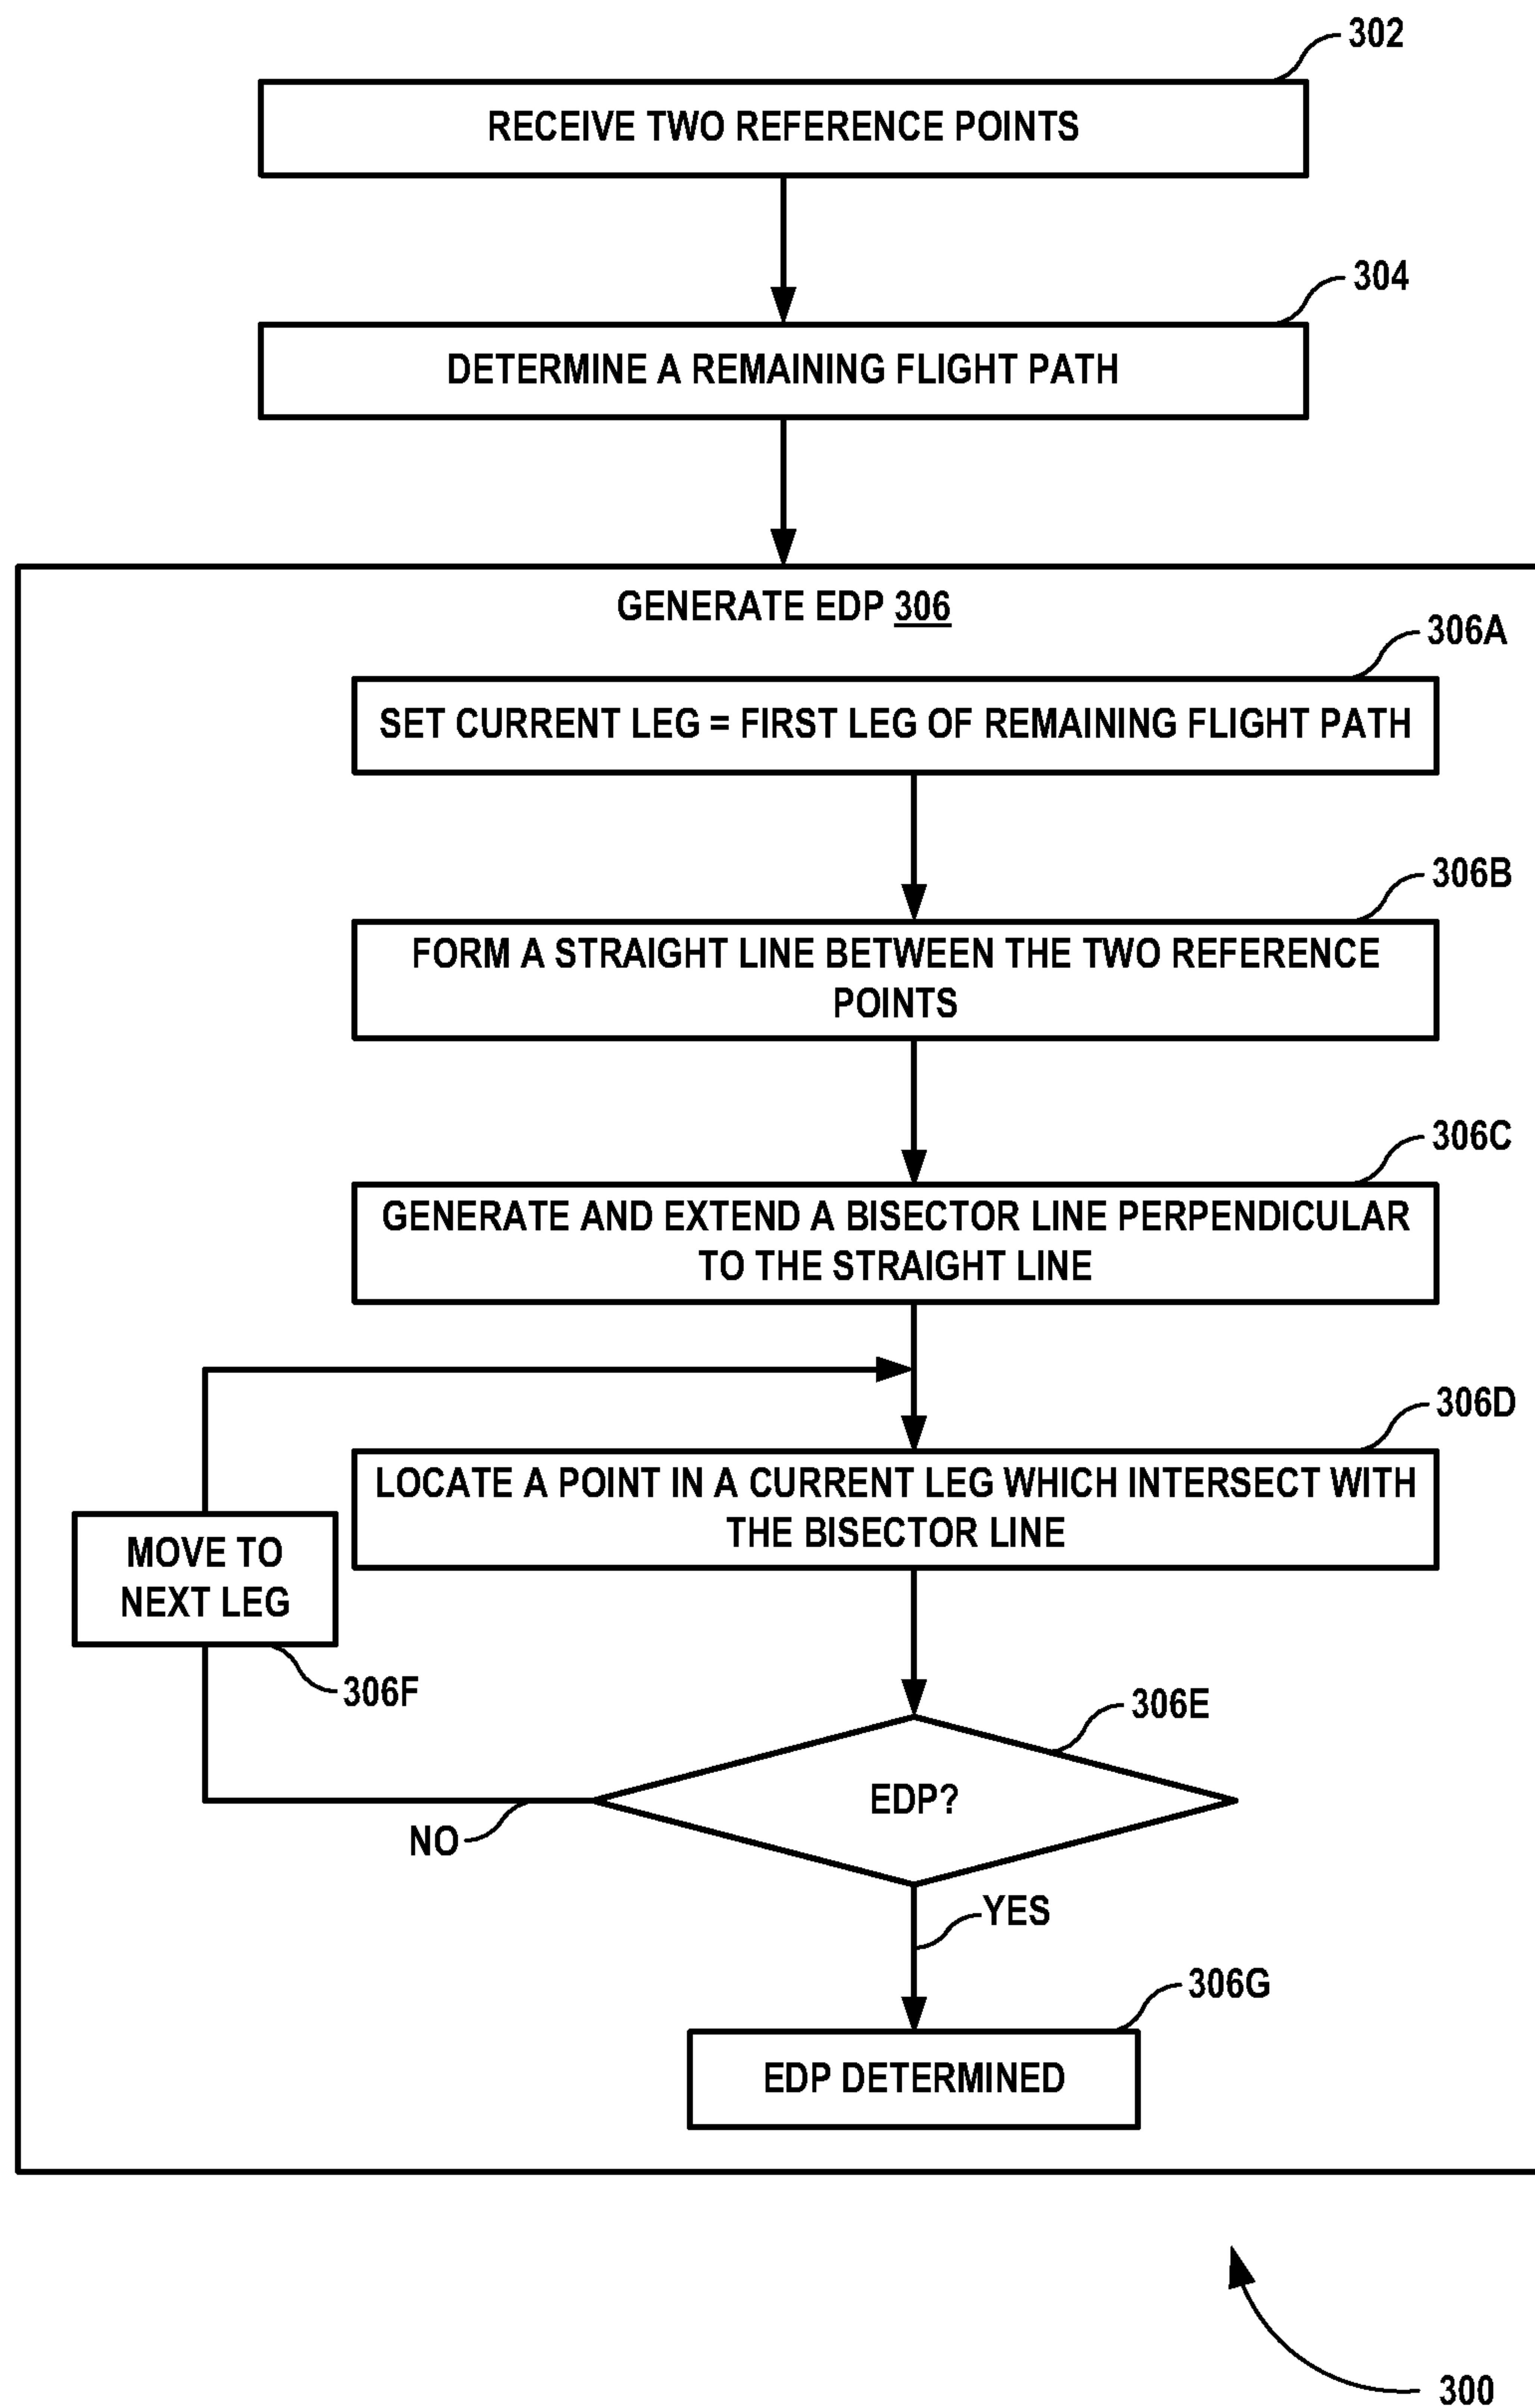 302
RECEIVE TWO REFERENCE POINTS
304
DETERMINE A REMAINING FLIGHT PATH
GENERATE EDP 306
306A
SET CURRENT LEG = FIRST LEG OF REMAINING FLIGHT PATH
306B
FORM A STRAIGHT LINE BETWEEN THE TWO REFERENCE
POINTS
306C
GENERATE AND EXTEND A BISECTOR LINE PERPENDICULAR
TO THE STRAIGHT LINE
306D
LOCATE A POINT IN A CURRENT LEG WHICH INTERSECT WITH
THE BISECTOR LINE
MOVE TO
NEXT LEG
306F
306E
EDP?
NO
YES
306G
EDP DETERMINED
300